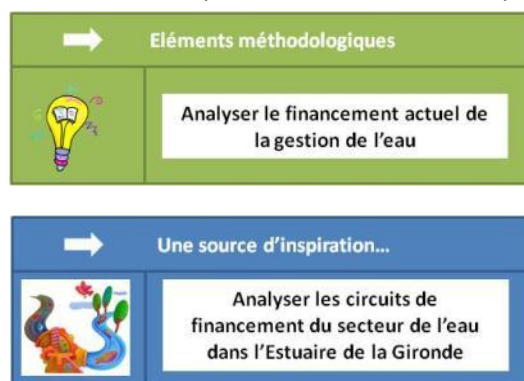 Eléments méthodologiques
Analyser le financement actuel de
la gestion de l'eau
Une source d'inspiration...
Analyser les circuits de
financement du secteur de l'eau
dans l'Estuaire de la Gironde